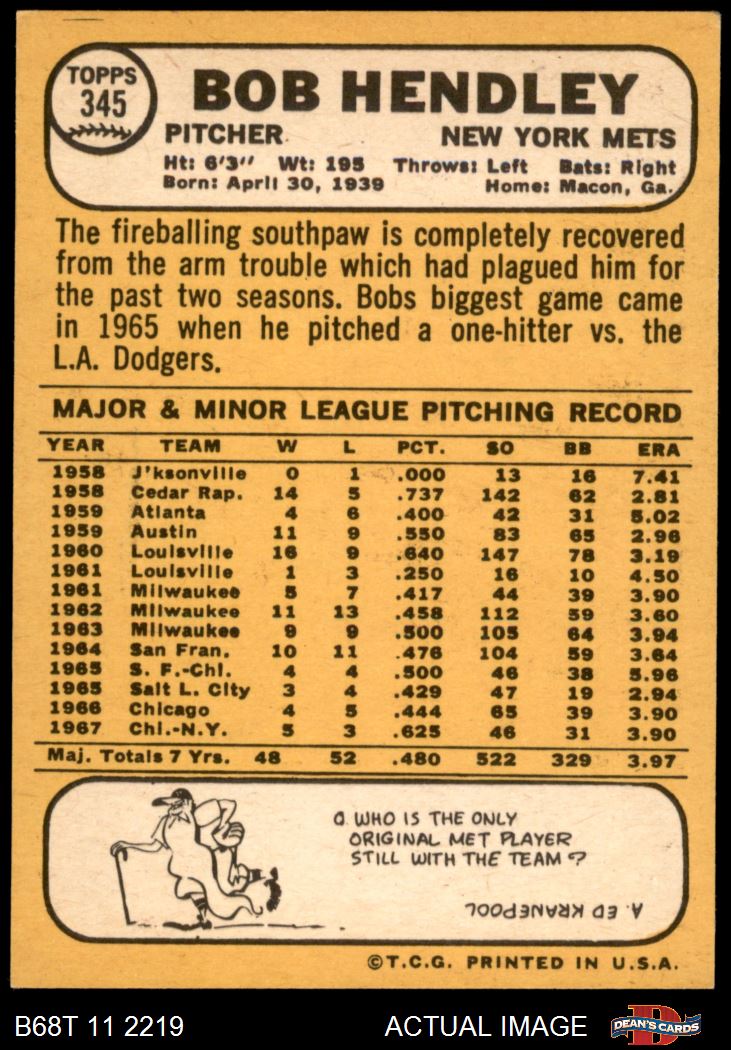 TOPPS
345
BOB HENDLEY
PITCHER NEW YORK METS
Ht: 6'3" Wt: 195 Throws: Left Bats: Right
Born: April 30, 1939 Home: Macon, Ga.
The fireballing southpaw is completely recovered
from the arm trouble which had plagued him for
the past two seasons. Bobs biggest game came
in 1965 when he pitched a one-hitter vs. the
L.A. Dodgers.
MAJOR & MINOR LEAGUE PITCHING RECORD
YEAR TEAM W L PCT. SO BB ERA
1958 J'ksonville 0 1 .000 13 16 7.41
1958 Cedar Rap. 14 5 .737 142 62 2.81
1959 Atlanta 4 6 .400 42 31 5.02
1959 Austin 11 9 .550 83 65 2.96
1960 Louisville 16 9 .640 147 78 3.19
1961 Louisville 1 3 .250 16 10 4.50
1961 Milwaukee 5 7 .417 44 39 3.90
1962 Milwaukee 11 13 .458 112 59 3.60
1963 Milwaukee 9 9 .500 105 64 3.94
1964 San Fran. 10 11 .476 104 59 3.64
1965 S. F.-Chi. 4 4 .500 46 38 5.96
1965 Salt L. City 3 4 .429 47 19 2.94
1966 Chicago 4 5 .444 65 39 3.90
1967 Chi.-N.Y. 5 3 .625 46 31 3.90
Maj. Totals 7 Yrs. 48 52 .480 522 329 3.97
Q. WHO IS THE ONLY
ORIGINAL MET PLAYER
STILL WITH THE TEAM?
A. ED KRANEPOOL
©T.C.G. PRINTED IN U.S.A.
B68T 11 2219 ACTUAL IMAGE D DEAN'S CARDS